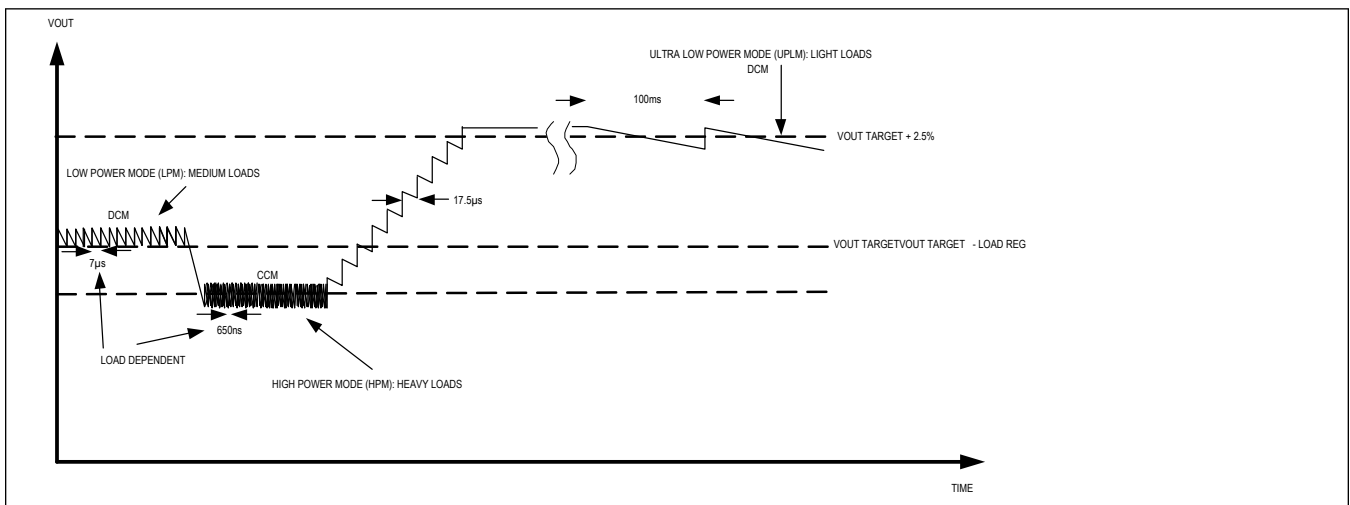 VOUT
ULTRA LOW POWER MODE (UPLM): LIGHT LOADS
DCM
100ms
VOUT TARGET + 2.5%
LOW POWER MODE (LPM): MEDIUM LOADS
DCM
17.5µs
VOUT TARGETVOUT TARGET - LOAD REG
7µs
CCM
650ns
LOAD DEPENDENT
HIGH POWER MODE (HPM): HEAVY LOADS
TIME